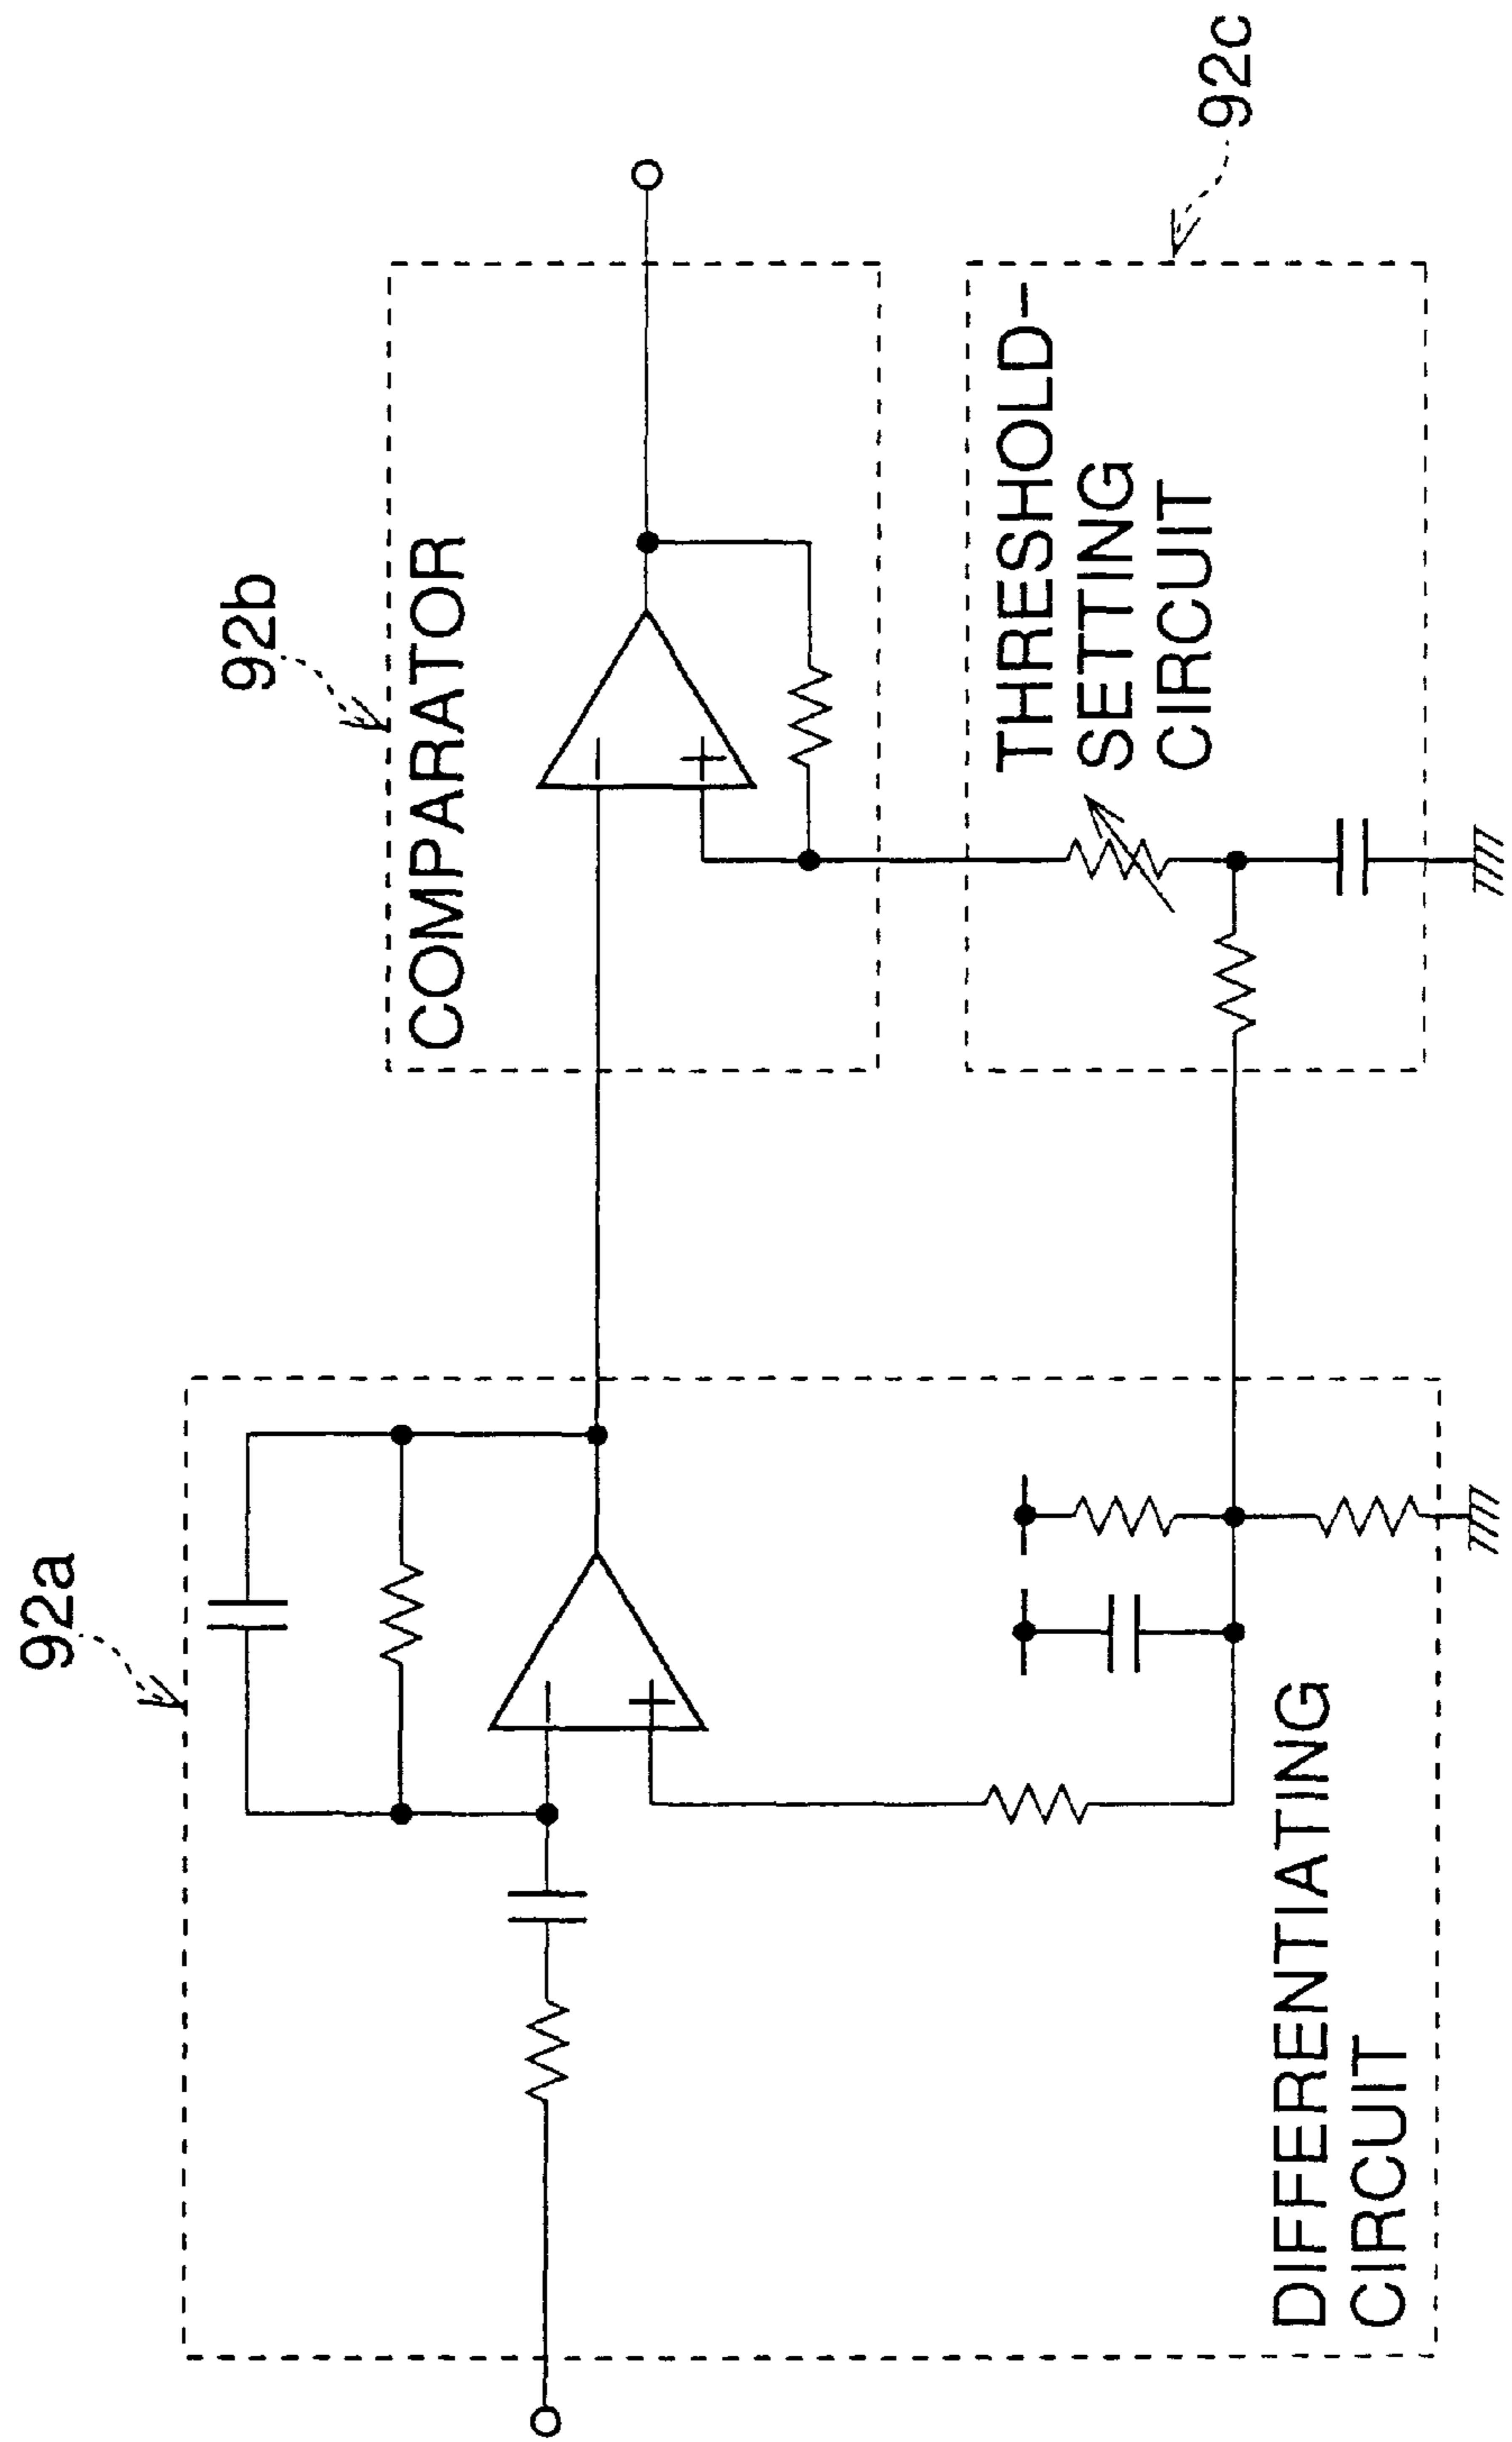 92a
DIFFERENTIATING
CIRCUIT
92b
COMPARATOR
THRESHOLD-
SETTING
CIRCUIT
92c